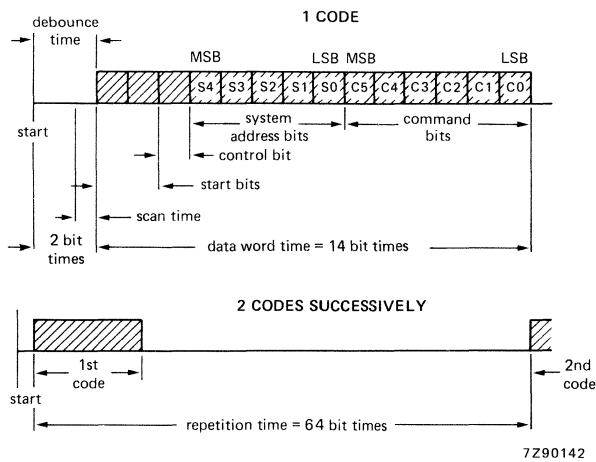 1 CODE
debounce
time
MSB
LSB MSB
LSB
S4 S3 S2 S1 S0 C5 C4 C3 C2 C1 C0
start
system
address bits
command
bits
control bit
start bits
scan time
2 bit
times
data word time = 14 bit times
2 CODES SUCCESSIVELY
1st
code
2nd
code
start
repetition time = 64 bit times
7Z90142